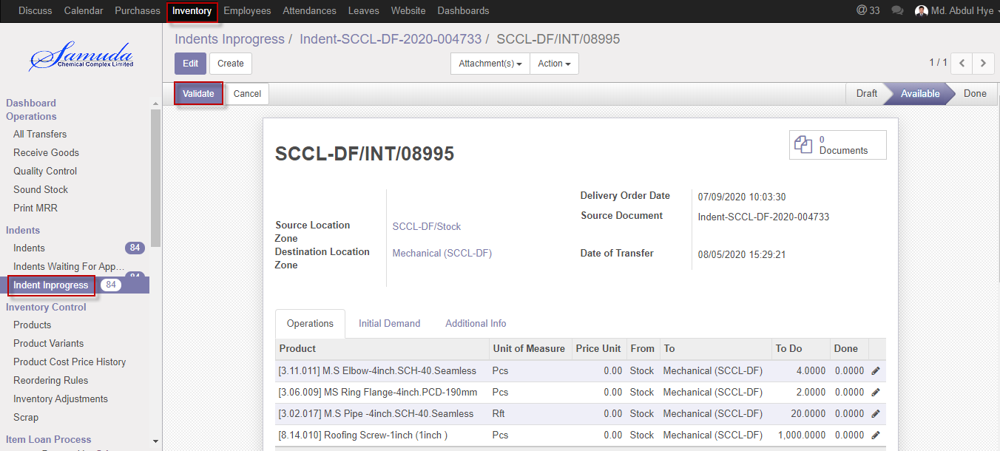 Discuss Calendar Purchases Inventory Employees Attendances Leaves Website Dashboards @ 33 Md. Abdul Hye
Samuda
Chemical Complex Limited
Indents Inprogress / Indent-SCCL-DF-2020-004733 / SCCL-DF/INT/08995
Edit Create Attachment(s) Action 1 / 1
Validate Cancel Draft Available Done
Dashboard
Operations
All Transfers
Receive Goods
Quality Control
Sound Stock
Print MRR
Indents
Indents 84
Indents Waiting For App... 84
Indent Inprogress 84
Inventory Control
Products
Product Variants
Product Cost Price History
Reordering Rules
Inventory Adjustments
Scrap
Item Loan Process
0
Documents
SCCL-DF/INT/08995
Source Location
Zone
SCCL-DF/Stock
Destination Location
Zone
Mechanical (SCCL-DF)
Delivery Order Date 07/09/2020 10:03:30
Source Document Indent-SCCL-DF-2020-004733
Date of Transfer 08/05/2020 15:29:21
Operations Initial Demand Additional Info
Product Unit of Measure Price Unit From To To Do Done
[3.11.011] M.S Elbow-4inch.SCH-40.Seamless Pcs 0.00 Stock Mechanical (SCCL-DF) 4.0000 0.0000
[3.06.009] MS Ring Flange-4inch.PCD-190mm Pcs 0.00 Stock Mechanical (SCCL-DF) 2.0000 0.0000
[3.02.017] M.S Pipe -4inch.SCH-40.Seamless Rft 0.00 Stock Mechanical (SCCL-DF) 20.0000 0.0000
[8.14.010] Roofing Screw-1inch (1inch ) Pcs 0.00 Stock Mechanical (SCCL-DF) 1,000.0000 0.0000